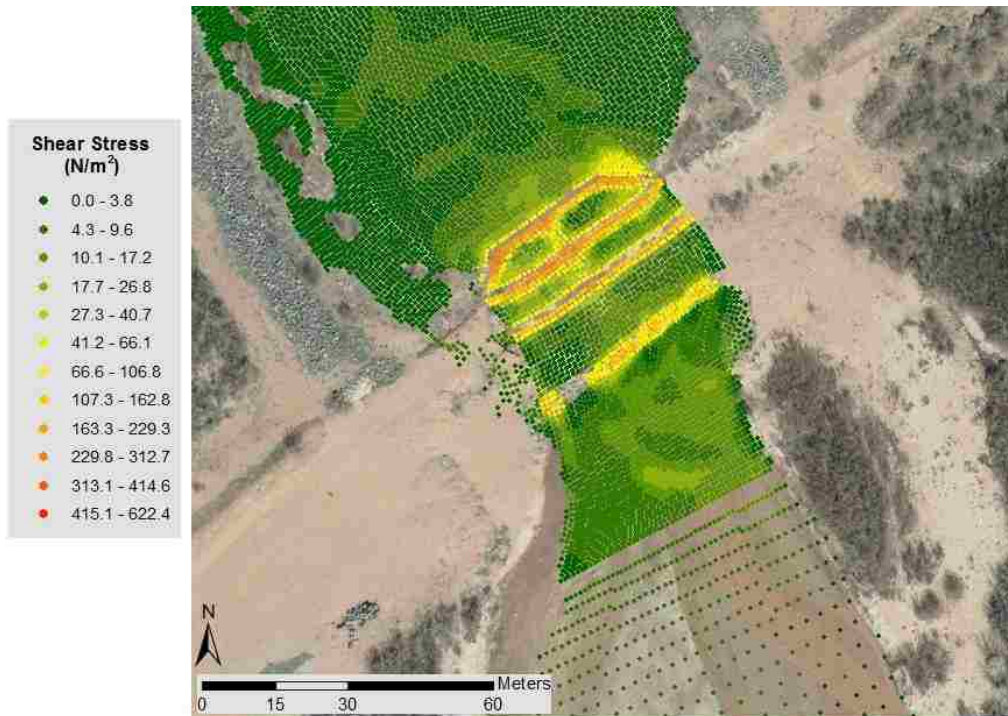 Shear Stress
(N/m²)
0.0 - 3.8
4.3 - 9.6
10.1 - 17.2
17.7 - 26.8
27.3 - 40.7
41.2 - 66.1
66.6 - 106.8
107.3 - 162.8
163.3 - 229.3
229.8 - 312.7
313.1 - 414.6
415.1 - 622.4
N
Meters
0 15 30 60